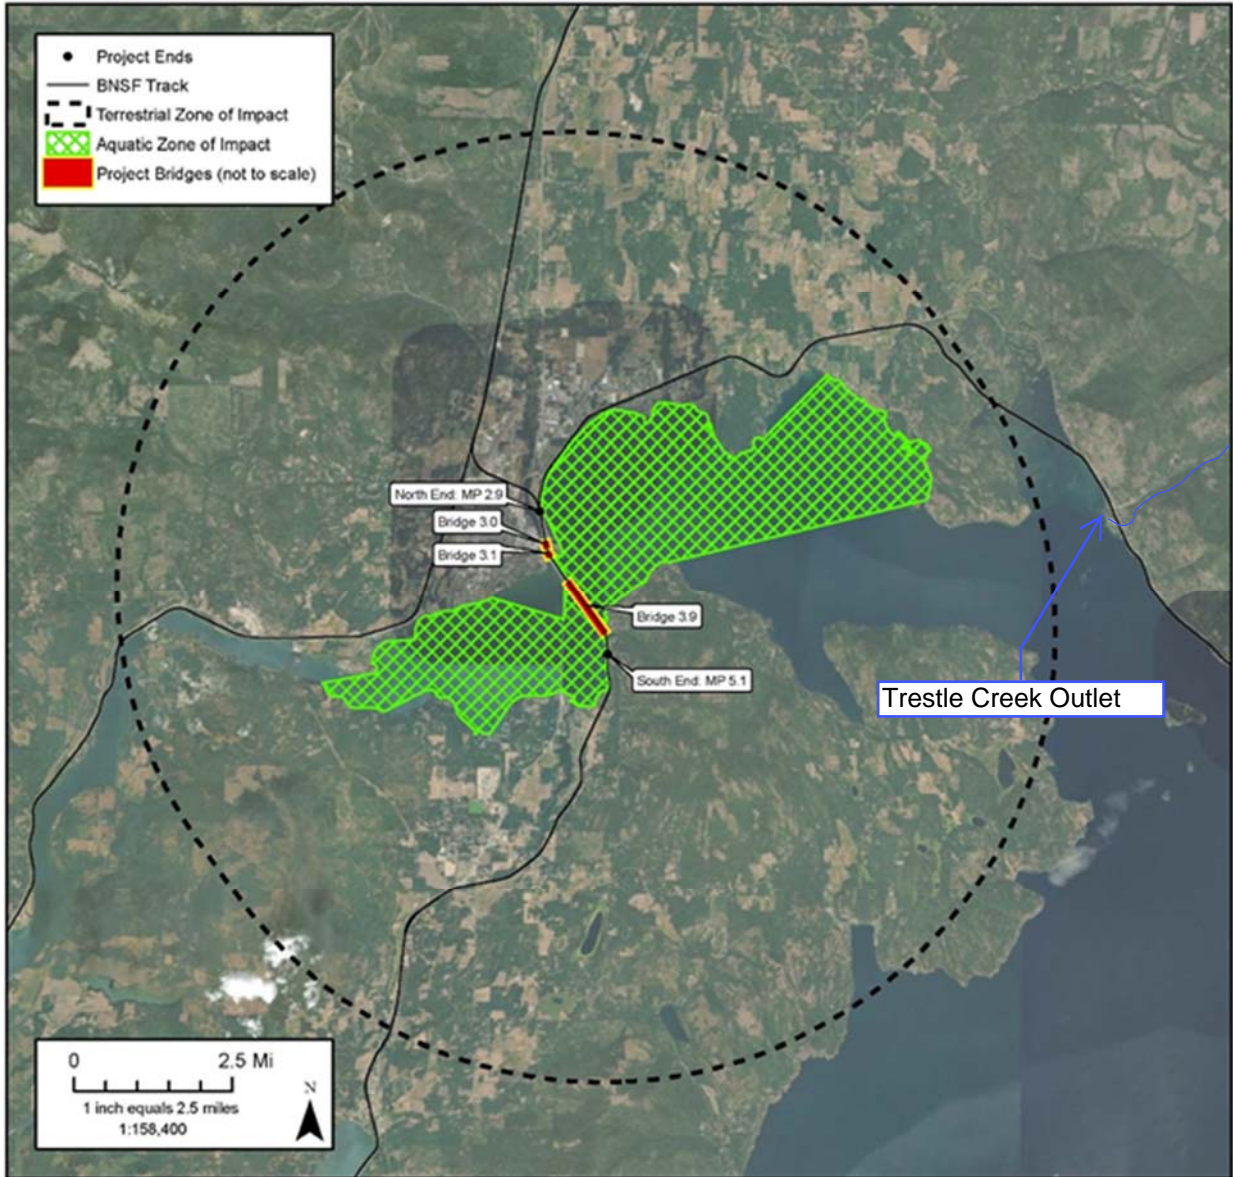 Project Ends
BNSF Track
Terrestrial Zone of Impact
Aquatic Zone of Impact
Project Bridges (not to scale)
North End: MP 2.9
Bridge 3.0
Bridge 3.1
Bridge 3.9
South End: MP 5.1
Trestle Creek Outlet
0 2.5 Mi
1 inch equals 2.5 miles
1:158,400
N